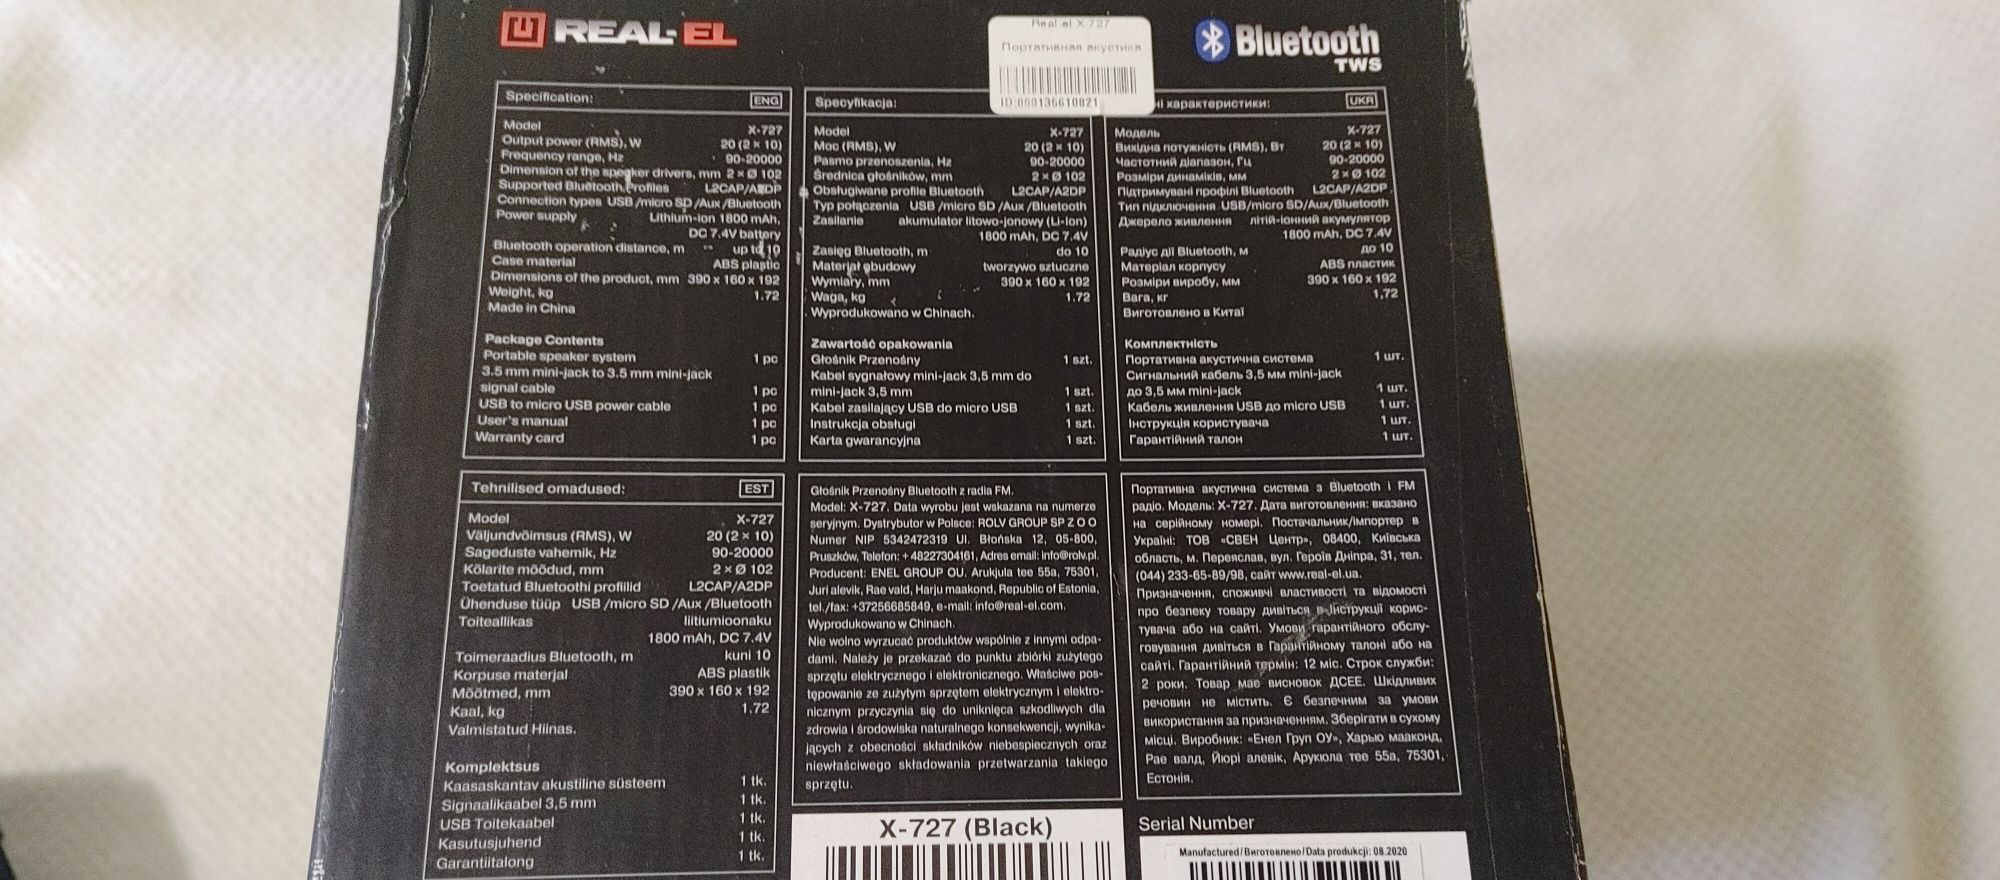 REAL-EL
Real-el X-727
Портативная акустика
ID:000136610821
Bluetooth
TWS
Specification: ENG
Model X-727
Output power (RMS), W 20 (2 × 10)
Frequency range, Hz 90-20000
Dimension of the speaker drivers, mm 2 × Ø 102
Supported Bluetooth profiles L2CAP/A2DP
Connection types USB /micro SD /Aux /Bluetooth
Power supply Lithium-ion 1800 mAh,
DC 7.4V battery
Bluetooth operation distance, m up to 10
Case material ABS plastic
Dimensions of the product, mm 390 x 160 x 192
Weight, kg 1.72
Made in China
Package Contents
Portable speaker system 1 pc
3.5 mm mini-jack to 3.5 mm mini-jack
signal cable 1 pc
USB to micro USB power cable 1 pc
User's manual 1 pc
Warranty card 1 pc
Specyfikacja:
Model X-727
Moc (RMS), W 20 (2 × 10)
Pasmo przenoszenia, Hz 90-20000
Średnica głośników, mm 2 × Ø 102
Obsługiwane profile Bluetooth L2CAP/A2DP
Typ połączenia USB /micro SD /Aux /Bluetooth
Zasilanie akumulator litowo-jonowy (Li-Ion)
1800 mAh, DC 7.4V
Zasięg Bluetooth, m do 10
Materiał obudowy tworzywo sztuczne
Wymiary, mm 390 x 160 x 192
Waga, kg 1.72
Wyprodukowano w Chinach.
Zawartość opakowania
Głośnik Przenośny 1 szt.
Kabel sygnałowy mini-jack 3,5 mm do
mini-jack 3,5 mm 1 szt.
Kabel zasilający USB do micro USB 1 szt.
Instrukcja obsługi 1 szt.
Karta gwarancyjna 1 szt.
ні характеристики: UKR
Модель X-727
Вихідна потужність (RMS), Вт 20 (2 × 10)
Частотний діапазон, Гц 90-20000
Розміри динаміків, мм 2 × Ø 102
Підтримувані профілі Bluetooth L2CAP/A2DP
Тип підключення USB/micro SD/Aux/Bluetooth
Джерело живлення літій-іонний акумулятор
1800 mAh, DC 7.4V
Радіус дії Bluetooth, м до 10
Матеріал корпусу ABS пластик
Розміри виробу, мм 390 x 160 x 192
Вага, кг 1,72
Виготовлено в Китаї
Комплектність
Портативна акустична система 1 шт.
Сигнальний кабель 3,5 мм mini-jack
до 3,5 мм mini-jack 1 шт.
Кабель живлення USB до micro USB 1 шт.
Інструкція користувача 1 шт.
Гарантійний талон 1 шт.
Tehnilised omadused: EST
Model X-727
Väljundvõimsus (RMS), W 20 (2 × 10)
Sageduste vahemik, Hz 90-20000
Kõlarite mõõdud, mm 2 × Ø 102
Toetatud Bluetoothi profiilid L2CAP/A2DP
Ühenduse tüüp USB /micro SD /Aux /Bluetooth
Toiteallikas liitiumioonaku
1800 mAh, DC 7.4V
Toimeraadius Bluetooth, m kuni 10
Korpuse materjal ABS plastik
Mõõtmed, mm 390 x 160 x 192
Kaal, kg 1.72
Valmistatud Hiinas.
Komplektsus
Kaasaskantav akustiline süsteem 1 tk.
Signaalikaabel 3,5 mm 1 tk.
USB Toitekaabel 1 tk.
Kasutusjuhend 1 tk.
Garantiitalong 1 tk.
Głośnik Przenośny Bluetooth z radia FM.
Model: X-727. Data wyrobu jest wskazana na numerze
seryjnym. Dystrybutor w Polsce: ROLV GROUP SP Z O O
Numer NIP 5342472319 Ul. Błońska 12, 05-800,
Pruszków, Telefon: + 48227304161, Adres email: info@rolv.pl.
Producent: ENEL GROUP OU. Arukjula tee 55a, 75301,
Juri alevik, Rae vald, Harju maakond, Republic of Estonia,
tel./fax: +37256685849, e-mail: info@real-el.com.
Wyprodukowano w Chinach.
Nie wolno wyrzucać produktów wspólnie z innymi odpa-
dami. Należy je przekazać do punktu zbiórki zużytego
sprzętu elektrycznego i elektronicznego. Właściwe pos-
tępowanie ze zużytym sprzętem elektrycznym i elektro-
nicznym przyczynia się do uniknięca szkodliwych dla
zdrowia i środowiska naturalnego konsekwencji, wynika-
jących z obecności składników niebespiecznych oraz
niewłaściwego składowania przetwarzania takiego
sprzętu.
Портативна акустична система з Bluetooth і FM
радіо. Модель: X-727. Дата виготовлення: вказано
на серійному номері. Постачальник/імпортер в
Україні: ТОВ «СВЕН Центр», 08400, Київська
область, м. Переяслав, вул. Героїв Дніпра, 31, тел.
(044) 233-65-89/98, сайт www.real-el.ua.
Призначення, споживчі властивості та відомості
про безпеку товару дивіться в Інструкції корис-
тувача або на сайті. Умови гарантійного обслу-
говування дивіться в Гарантійному талоні або на
сайті. Гарантійний термін: 12 міс. Строк служби:
2 роки. Товар має висновок ДСЕЕ. Шкідливих
речовин не містить. Є безпечним за умови
використання за призначенням. Зберігати в сухому
місці. Виробник: «Енел Груп ОУ», Харью мааконд,
Рае валд, Йюрі алевік, Арукюла тее 55a, 75301,
Естонія.
X-727 (Black)
Serial Number
Manufactured/Виготовлено/Data produkcji: 08.2020